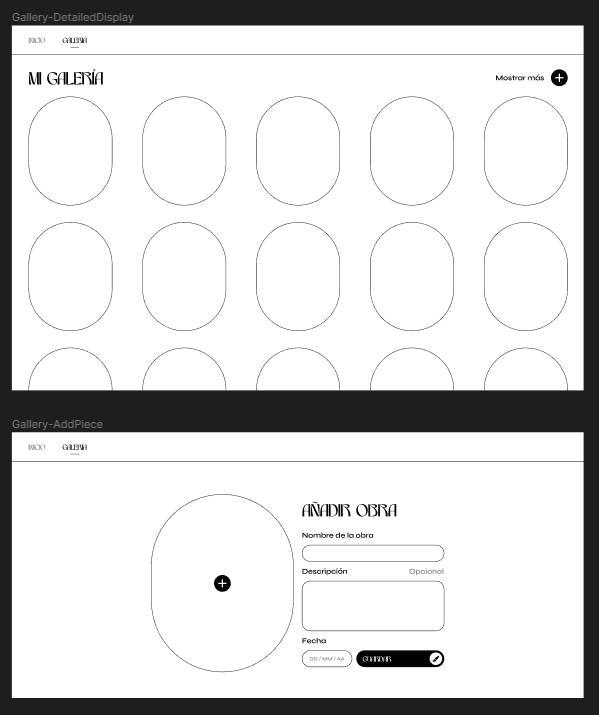 Gallery-DetailedDisplay
INICIO GALERÍA
MI GALERÍA
Mostrar más
Gallery-AddPiece
INICIO GALERÍA
AÑADIR OBRA
Nombre de la obra
Descripción Opcional
Fecha
DD / MM / AA GUARDAR